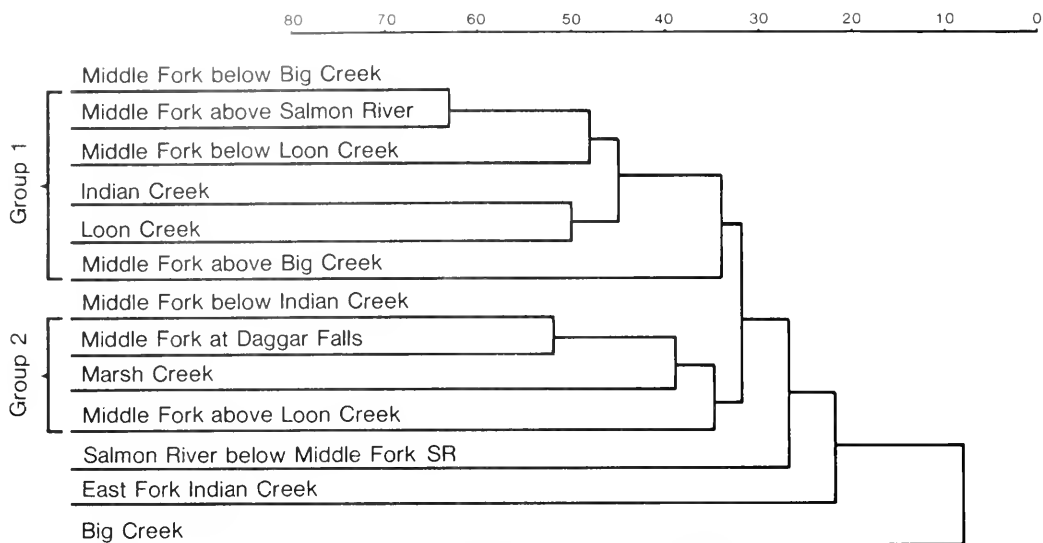 80 70 60 50 40 30 20 10 0
Middle Fork below Big Creek
Middle Fork above Salmon River
Middle Fork below Loon Creek
Indian Creek
Loon Creek
Middle Fork above Big Creek
Group 1
Middle Fork below Indian Creek
Middle Fork at Daggar Falls
Marsh Creek
Middle Fork above Loon Creek
Group 2
Salmon River below Middle Fork SR
East Fork Indian Creek
Big Creek